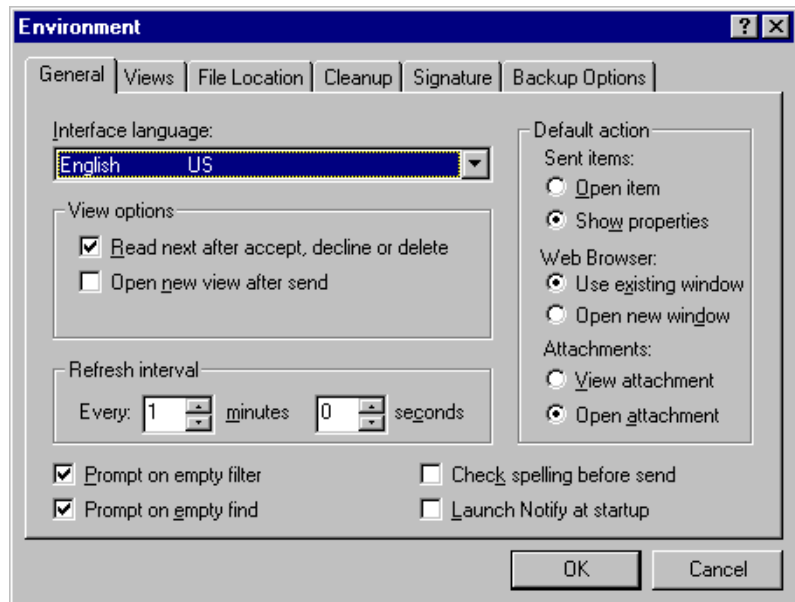 Environment
General Views File Location Cleanup Signature Backup Options
Interface language:
English US
View options
Read next after accept, decline or delete
Open new view after send
Refresh interval
Every: 1 minutes 0 seconds
Default action
Sent items:
Open item
Show properties
Web Browser:
Use existing window
Open new window
Attachments:
View attachment
Open attachment
Prompt on empty filter
Check spelling before send
Prompt on empty find
Launch Notify at startup
OK Cancel